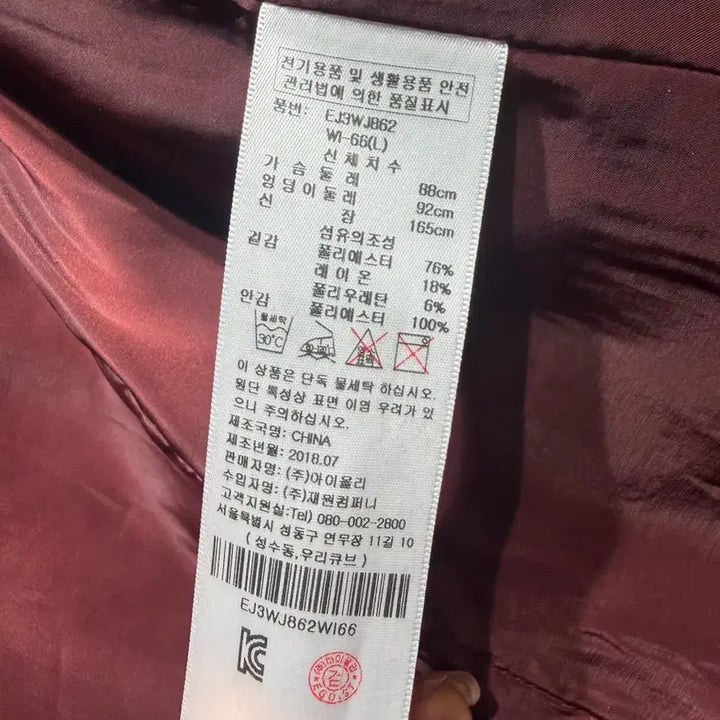 전기용품 및 생활용품 안전
관리법에 의한 품질표시
품번: EJ3WJ862
WI-66(L)
신체치수
가슴둘레 88cm
엉덩이둘레 92cm
신장 165cm
섬유의조성
겉감 폴리에스터 76%
레이온 18%
폴리우레탄 6%
안감 폴리에스터 100%
물세탁
30°C
이 상품은 단독 물세탁 하십시오.
원단 특성상 표면 이염 우려가 있
으니 주의하십시오.
제조국명: CHINA
제조년월: 2018.07
판매자명: (주)아이올리
수입자명: (주)재원컴퍼니
고객지원실:Tel) 080-002-2800
서울특별시 성동구 연무장 11길 10
(성수동,우리큐브)
EJ3WJ862WI66